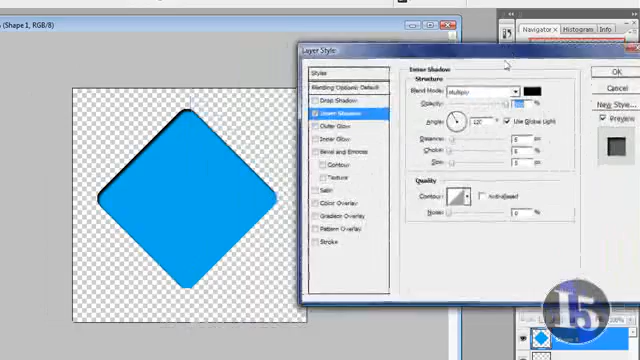 (Shape 1, RGB/8)
Navigator × Histogram Info
Layer Style
Styles
Blending Options: Default
Drop Shadow
Inner Shadow
Outer Glow
Inner Glow
Bevel and Emboss
Contour
Texture
Satin
Color Overlay
Gradient Overlay
Pattern Overlay
Stroke
Inner Shadow
Structure
Blend Mode: Multiply
Opacity: %
Angle: 120 ° Use Global Light
Distance: 5 px
Choke: %
Size: px
Quality
Contour: Anti-aliased
Noise: 0 %
OK
Cancel
New Style...
Preview
15